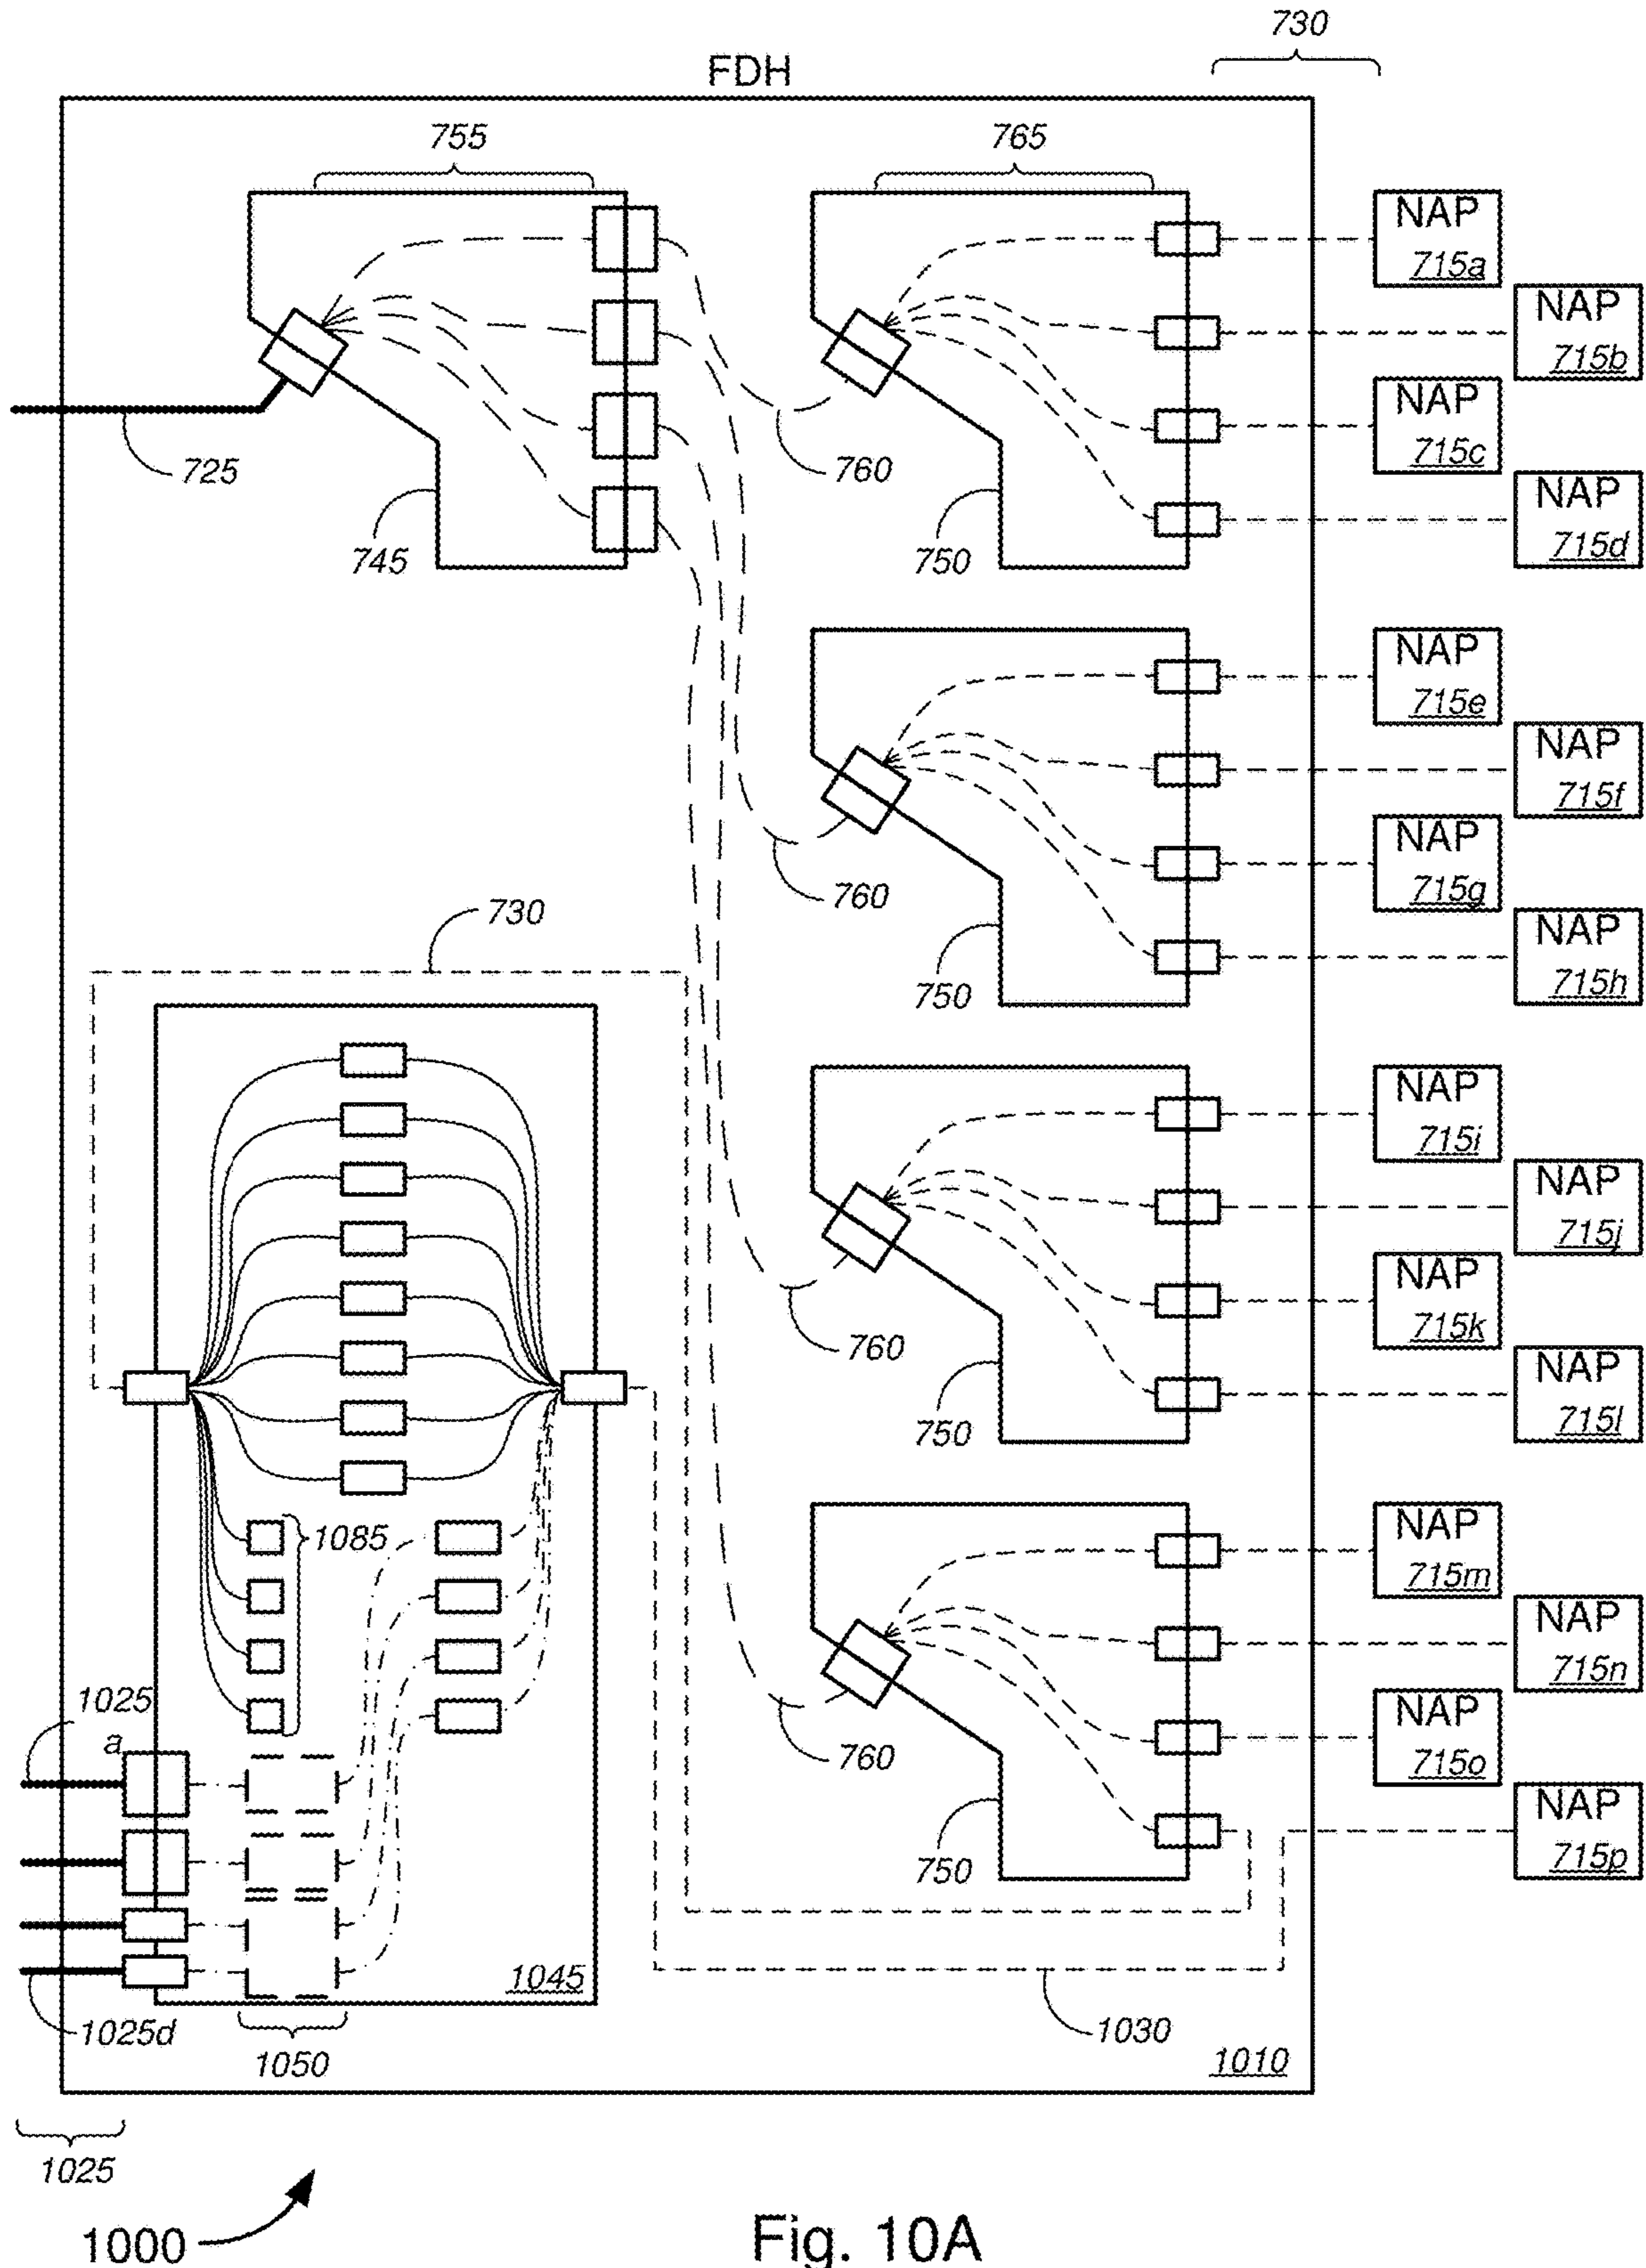 730
FDH
755
765
NAP
715a
NAP
715b
NAP
715c
725
760
NAP
715d
745
750
NAP
715e
NAP
715f
NAP
715g
760
730
NAP
715h
750
NAP
715i
NAP
715j
NAP
715k
760
NAP
715l
750
NAP
715m
1085
NAP
715n
1025
NAP
715o
a
760
NAP
715p
750
1045
1025d
1030
1050
1010
1025
1000
Fig. 10A